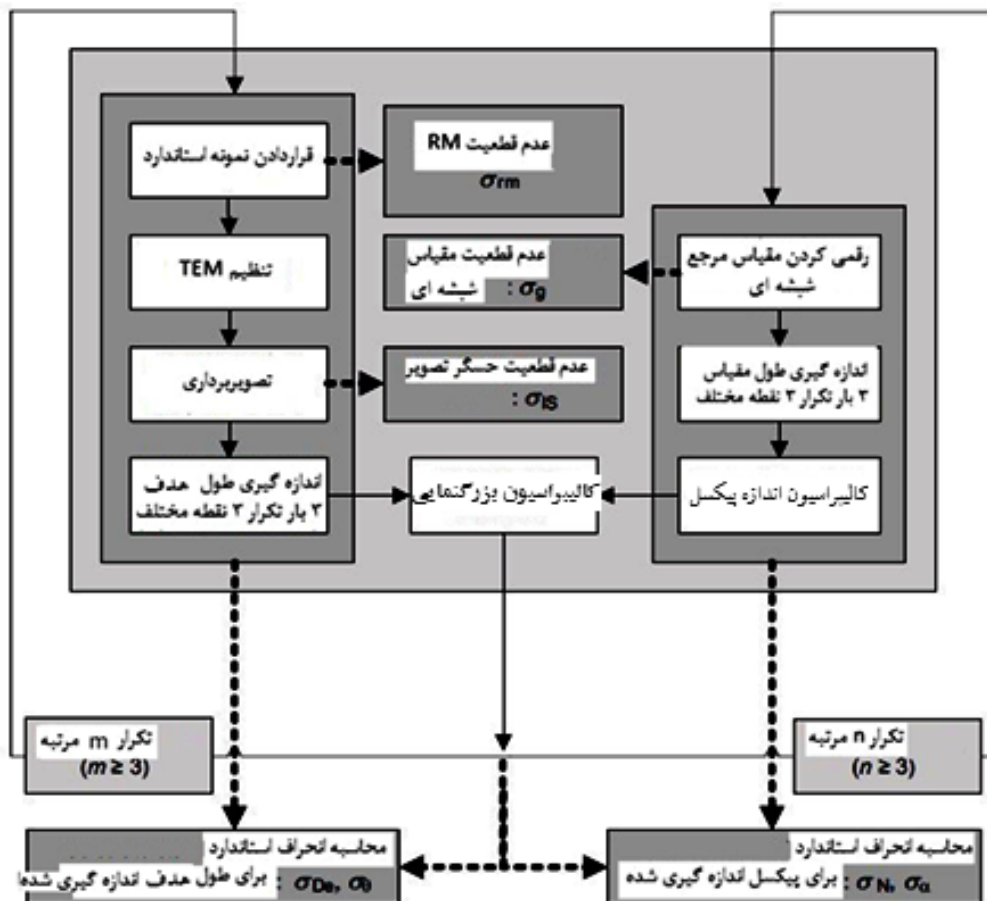 قراردادن نمونه استاندارد
تنظیم TEM
تصویربرداری
اندازه گیری طول هدف
۳ بار تکرار ۳ نقطه مختلف
عدم قطعیت RM
σrm
عدم قطعیت مقیاس
شیشه ای : σg
عدم قطعیت حسگر تصویر
: σIS
کالیبراسیون بزرگنمایی
رقمی کردن مقیاس مرجع
شیشه ای
اندازه گیری طول مقیاس
۳ بار تکرار ۳ نقطه مختلف
کالیبراسیون اندازه پیکسل
تکرار m مرتبه
(m ≥ 3)
تکرار n مرتبه
(n ≥ 3)
محاسبه انحراف استاندارد
برای طول هدف اندازه گیری شده : σDe, σθ
محاسبه انحراف استاندارد
برای پیکسل اندازه گیری شده : σN, σα